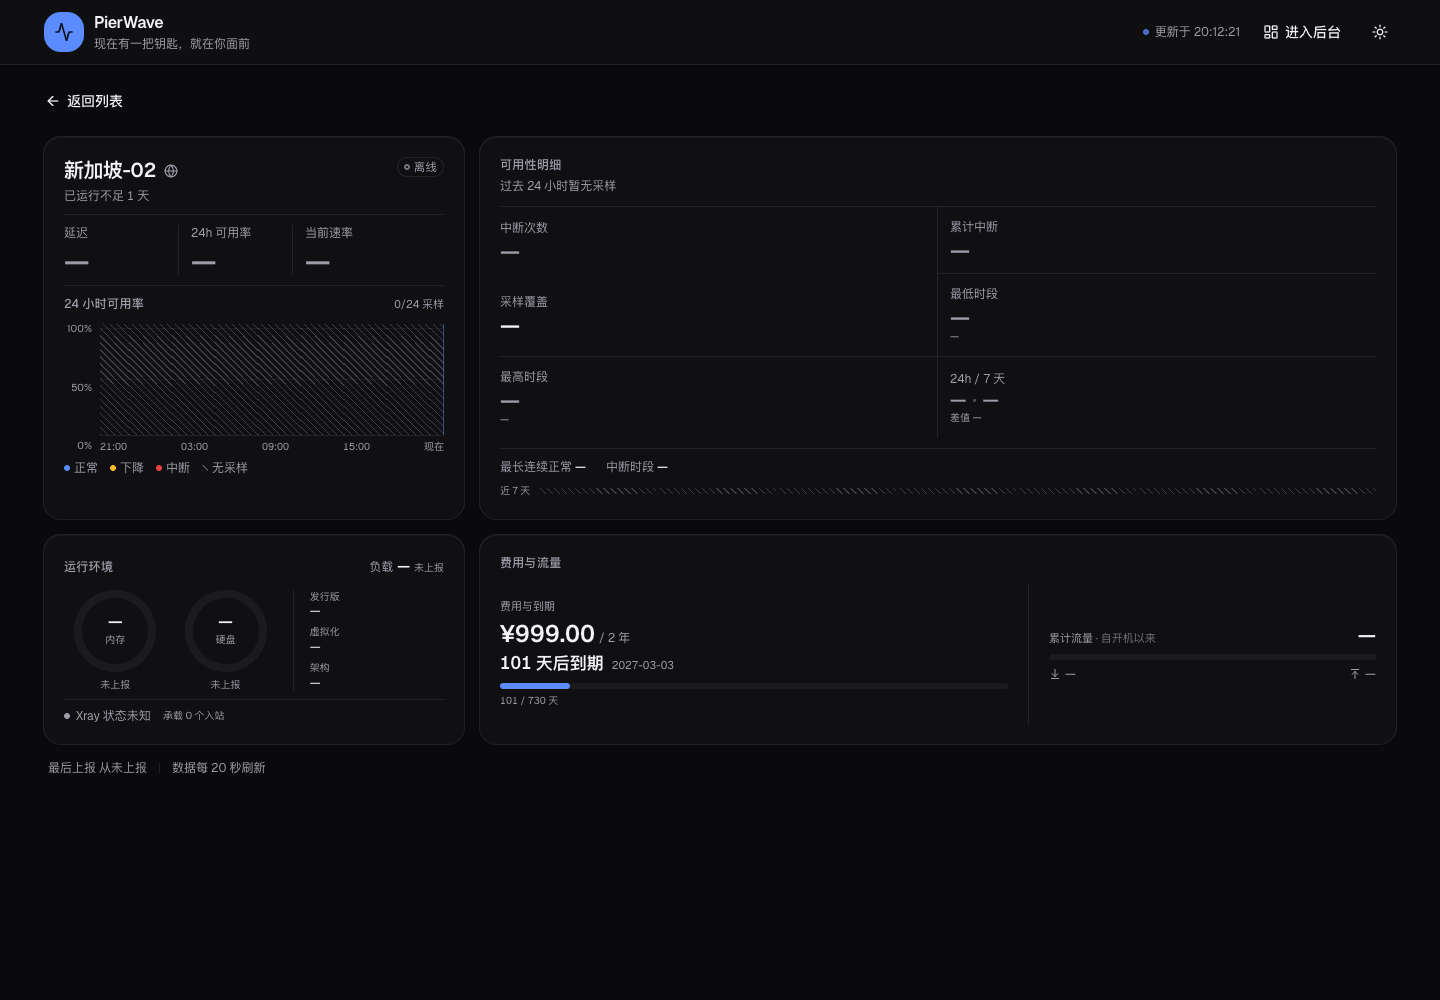 PierWave
现在有一把钥匙，就在你面前
更新于 20:12:21
进入后台
返回列表
新加坡-02
离线
已运行不足 1 天
延迟
24h 可用率
当前速率
—
—
—
24 小时可用率
0/24 采样
100%
50%
0%
21:00
03:00
09:00
15:00
现在
正常
下降
中断
无采样
可用性明细
过去 24 小时暂无采样
中断次数
—
累计中断
—
采样覆盖
—
最低时段
—
—
最高时段
—
—
24h / 7 天
— · —
差值 —
最长连续正常 —
中断时段 —
近 7 天
运行环境
负载 — 未上报
—
内存
未上报
—
硬盘
未上报
发行版
—
虚拟化
—
架构
—
Xray 状态未知
承载 0 个入站
费用与流量
费用与到期
¥999.00 / 2 年
101 天后到期 2027-03-03
101 / 730 天
累计流量 · 自开机以来
—
—
—
最后上报 从未上报
数据每 20 秒刷新